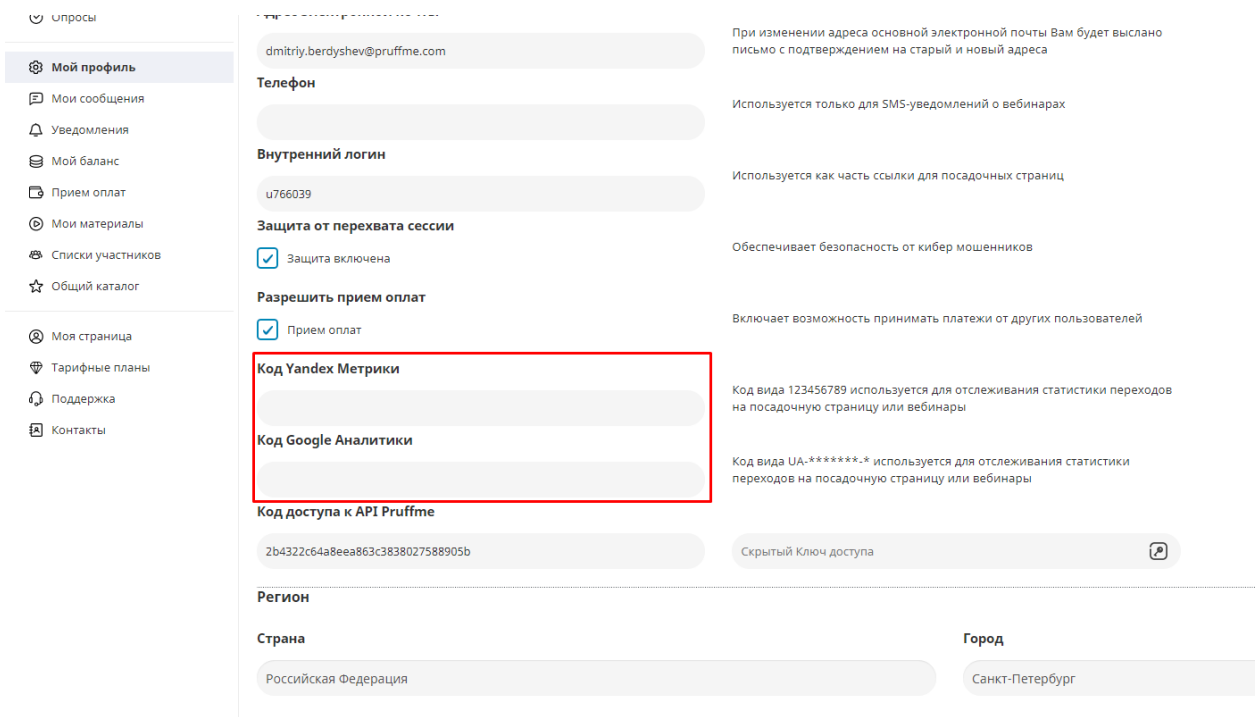 Опросы
Мой профиль
Мои сообщения
Уведомления
Мой баланс
Прием оплат
Мои материалы
Списки участников
Общий каталог
Моя страница
Тарифные планы
Поддержка
Контакты
dmitriy.berdyshev@pruffme.com
При изменении адреса основной электронной почты Вам будет выслано
письмо с подтверждением на старый и новый адреса
Телефон
Используется только для SMS-уведомлений о вебинарах
Внутренний логин
u766039
Используется как часть ссылки для посадочных страниц
Защита от перехвата сессии
Защита включена
Обеспечивает безопасность от кибер мошенников
Разрешить прием оплат
Прием оплат
Включает возможность принимать платежи от других пользователей
Код Yandex Метрики
Код вида 123456789 используется для отслеживания статистики переходов
на посадочную страницу или вебинары
Код Google Аналитики
Код вида UA-*******-* используется для отслеживания статистики
переходов на посадочную страницу или вебинары
Код доступа к API Pruffme
2b4322c64a8eea863c3838027588905b
Скрытый Ключ доступа
Регион
Страна
Город
Российская Федерация
Санкт-Петербург